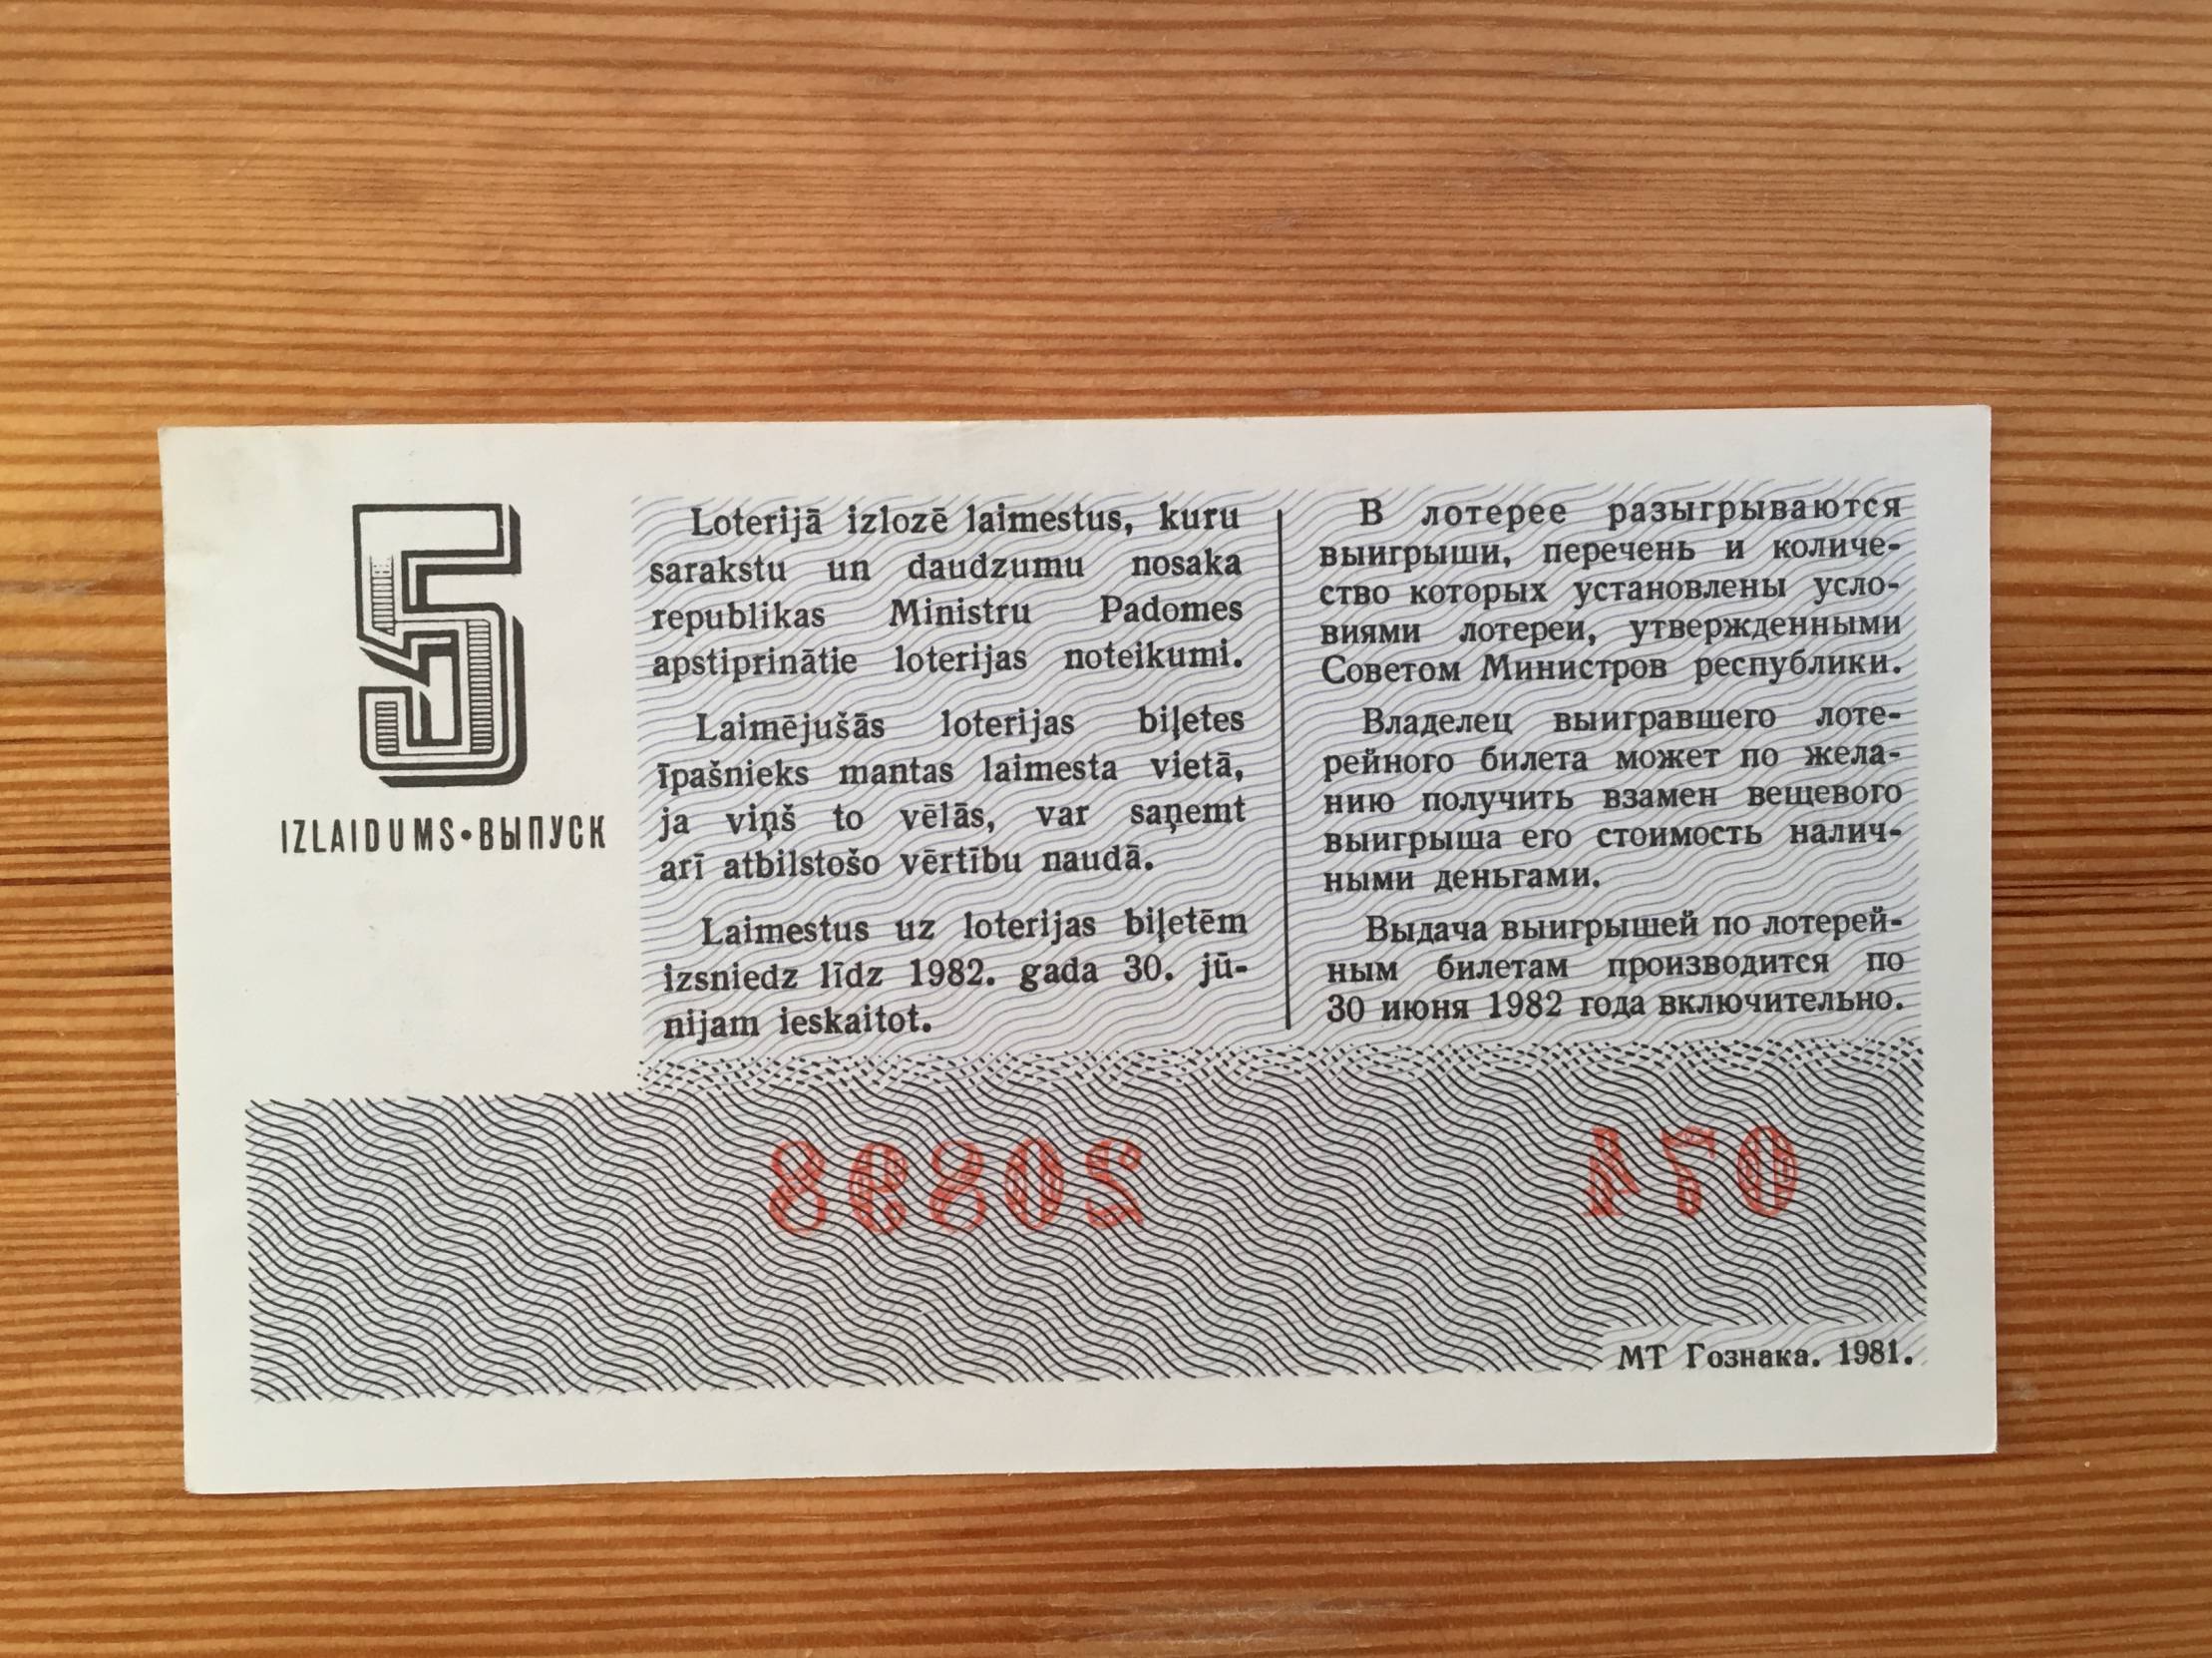 5
IZLAIDUMS•ВЫПУСК
Loterijā izlozē laimestus, kuru
sarakstu un daudzumu nosaka
republikas Ministru Padomes
apstiprinātie loterijas noteikumi.
Laimējušās loterijas biļetes
īpašnieks mantas laimesta vietā,
ja viņš to vēlās, var saņemt
arī atbilstošo vērtību naudā.
Laimestus uz loterijas biļetēm
izsniedz līdz 1982. gada 30. jū-
nijam ieskaitot.
В лотерее разыгрываются
выигрыши, перечень и количе-
ство которых установлены усло-
виями лотереи, утвержденными
Советом Министров республики.
Владелец выигравшего лоте-
рейного билета может по жела-
нию получить взамен вещевого
выигрыша его стоимость налич-
ными деньгами.
Выдача выигрышей по лотерей-
ным билетам производится по
30 июня 1982 года включительно.
20898
071
МТ Гознака. 1981.